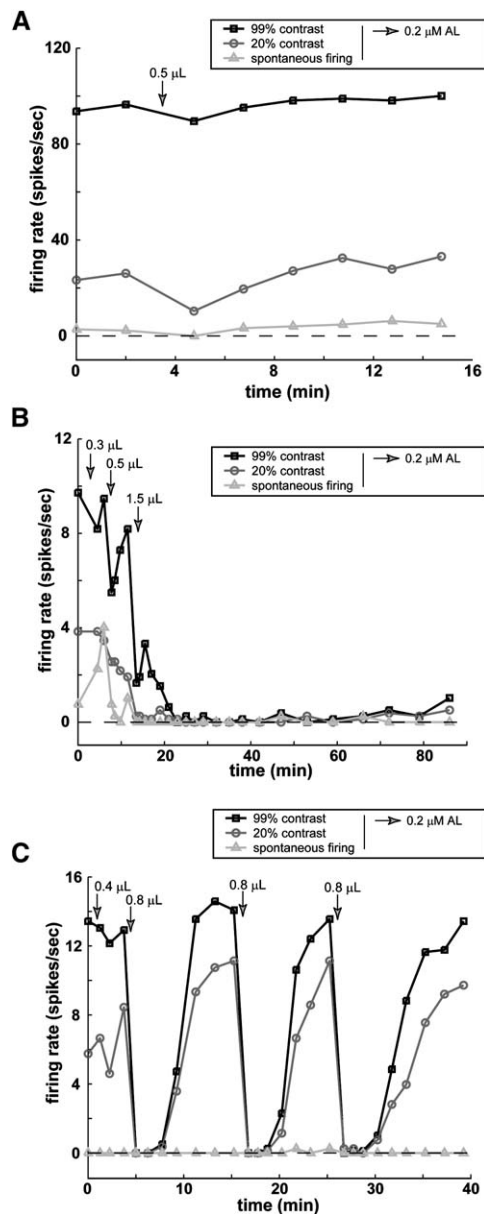 A
99% contrast
20% contrast
spontaneous firing
0.2 μM AL
0.5 μL
120
80
40
0
firing rate (spikes/sec)
0 4 8 12 16
time (min)
B
99% contrast
20% contrast
spontaneous firing
0.2 μM AL
0.3 μL
0.5 μL
1.5 μL
12
8
4
0
firing rate (spikes/sec)
0 20 40 60 80
time (min)
C
99% contrast
20% contrast
spontaneous firing
0.2 μM AL
0.4 μL
0.8 μL
0.8 μL
0.8 μL
16
12
8
4
0
firing rate (spikes/sec)
0 10 20 30 40
time (min)